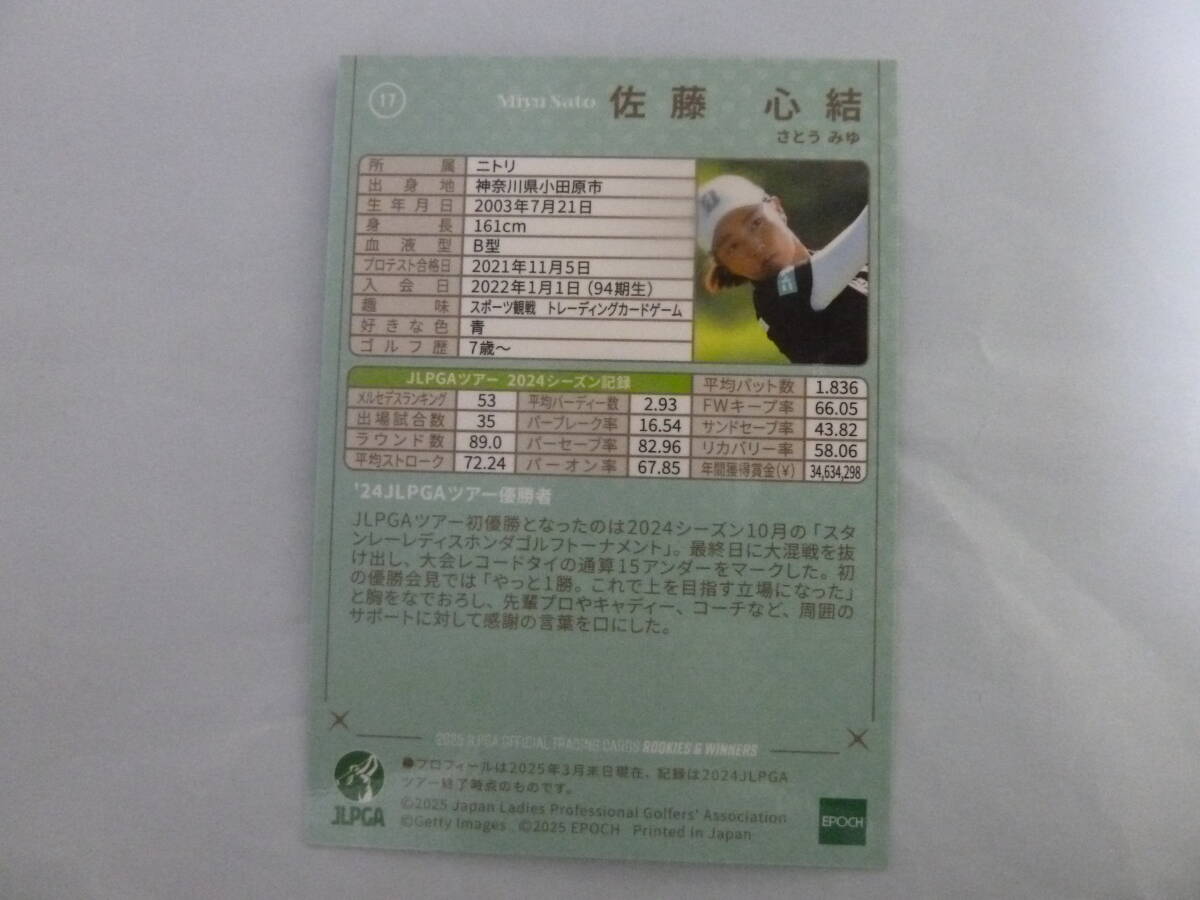 17 Miyu Sato 佐藤 心結
さとう みゆ
所属 ニトリ
出身地 神奈川県小田原市
生年月日 2003年7月21日
身長 161cm
血液型 B型
プロテスト合格日 2021年11月5日
入会日 2022年1月1日（94期生）
趣味 スポーツ観戦 トレーディングカードゲーム
好きな色 青
ゴルフ歴 7歳〜
JLPGAツアー 2024シーズン記録 平均パット数 1.836
メルセデスランキング 53 平均バーディー数 2.93 FWキープ率 66.05
出場試合数 35 パーブレーク率 16.54 サンドセーブ率 43.82
ラウンド数 89.0 パーセーブ率 82.96 リカバリー率 58.06
平均ストローク 72.24 パーオン率 67.85 年間獲得賞金(¥) 34,634,298
'24JLPGAツアー優勝者
JLPGAツアー初優勝となったのは2024シーズン10月の「スタ
ンレーレディスホンダゴルフトーナメント」。最終日に大混戦を抜
け出し、大会レコードタイの通算15アンダーをマークした。初
の優勝会見では「やっと1勝。これで上を目指す立場になった」
と胸をなでおろし、先輩プロやキャディー、コーチなど、周囲の
サポートに対して感謝の言葉を口にした。
2025 JLPGA OFFICIAL TRADING CARDS ROOKIES & WINNERS
●プロフィールは2025年3月末日現在、記録は2024JLPGA
ツアー終了時点のものです。
©2025 Japan Ladies Professional Golfers' Association
©Getty Images ©2025 EPOCH Printed in Japan
JLPGA
EPOCH